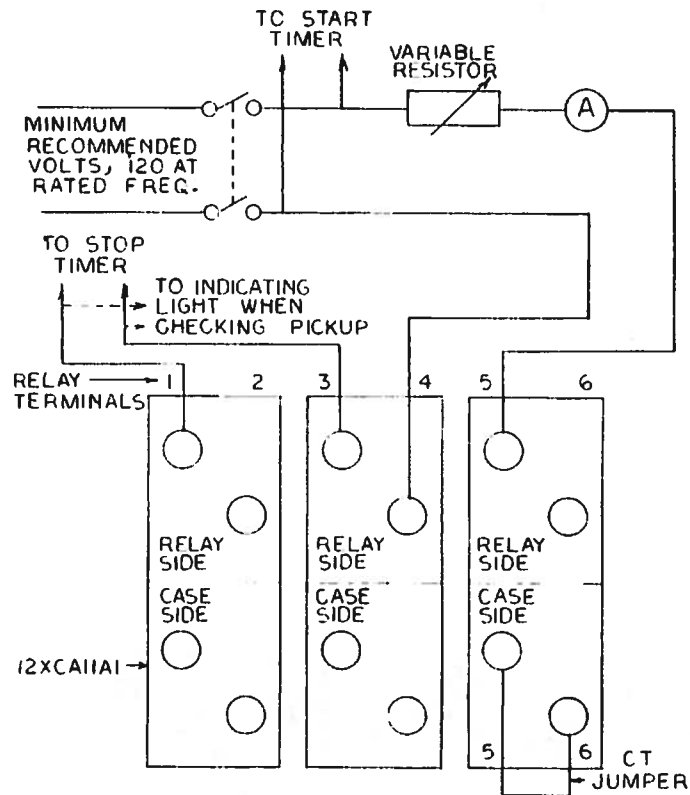 TO START
TIMER
VARIABLE
RESISTOR
A
MINIMUM
RECOMMENDED
VOLTS, 120 AT
RATED FREQ.
TO STOP
TIMER
TO INDICATING
LIGHT WHEN
CHECKING PICKUP
RELAY
TERMINALS
1
2
3
4
5
6
RELAY
SIDE
RELAY
SIDE
RELAY
SIDE
CASE
SIDE
CASE
SIDE
CASE
SIDE
12XCA11A1
5
6
CT
JUMPER